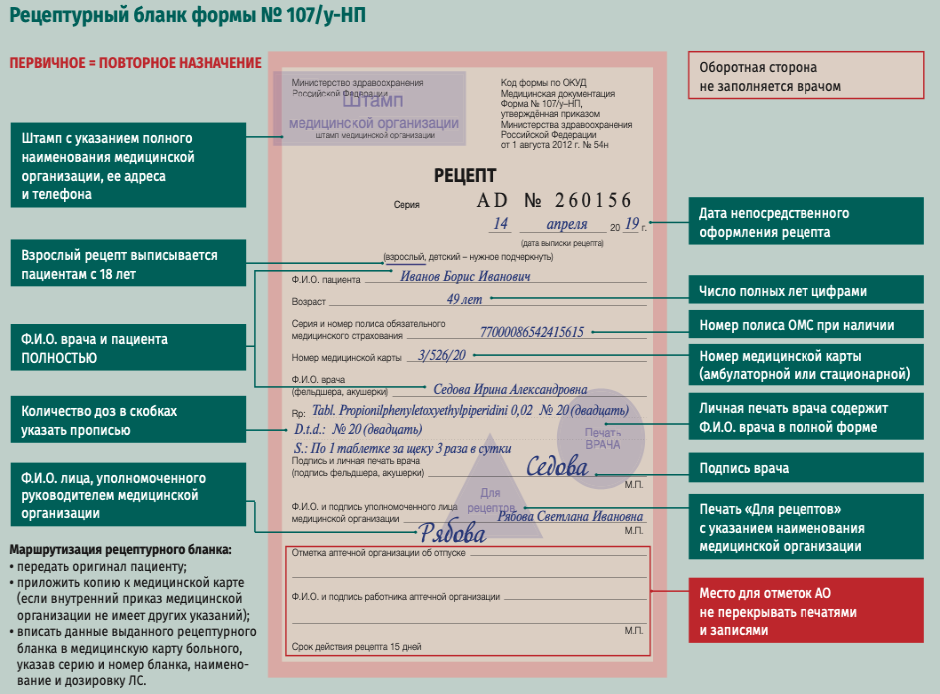 Рецептурный бланк формы № 107/у-НП
ПЕРВИЧНОЕ = ПОВТОРНОЕ НАЗНАЧЕНИЕ
Штамп с указанием полного
наименования медицинской
организации, ее адреса
и телефона
Взрослый рецепт выписывается
пациентам с 18 лет
Ф.И.О. врача и пациента
ПОЛНОСТЬЮ
Количество доз в скобках
указать прописью
Ф.И.О. лица, уполномоченного
руководителем медицинской
организации
Маршрутизация рецептурного бланка:
• передать оригинал пациенту;
• приложить копию к медицинской карте
(если внутренний приказ медицинской
организации не имеет других указаний);
• вписать данные выданного рецептурного
бланка в медицинскую карту больного,
указав серию и номер бланка, наимено-
вание и дозировку ЛС.
Министерство здравоохранения
Российской Федерации
Штамп
медицинской организации
штамп медицинской организации
Код формы по ОКУД
Медицинская документация
Форма № 107/у–НП,
утверждённая приказом
Министерства здравоохранения
Российской Федерации
от 1 августа 2012 г. № 54н
РЕЦЕПТ
Серия AD № 260156
14 апреля 20 19 г.
(дата выписки рецепта)
(взрослый, детский – нужное подчеркнуть)
Ф.И.О. пациента Иванов Борис Иванович
Возраст 49 лет
Серия и номер полиса обязательного
медицинского страхования 77000086542415615
Номер медицинской карты 3/526/20
Ф.И.О. врача
(фельдшера, акушерки) Седова Ирина Александровна
Rp: Tabl. Propionilphenyletoxyethylpiperidini 0,02 № 20 (двадцать)
D.t.d.: № 20 (двадцать)
S.: По 1 таблетке за щеку 3 раза в сутки
Печать
ВРАЧА
Подпись и личная печать врача
(подпись фельдшера, акушерки) Седова
М.П.
Для
рецептов
Ф.И.О. и подпись уполномоченного лица
медицинской организации Рябова Светлана Ивановна
Рябова
М.П.
Отметка аптечной организации об отпуске
Ф.И.О. и подпись работника аптечной организации
М.П.
Срок действия рецепта 15 дней
Оборотная сторона
не заполняется врачом
Дата непосредственного
оформления рецепта
Число полных лет цифрами
Номер полиса ОМС при наличии
Номер медицинской карты
(амбулаторной или стационарной)
Личная печать врача содержит
Ф.И.О. врача в полной форме
Подпись врача
Печать «Для рецептов»
с указанием наименования
медицинской организации
Место для отметок АО
не перекрывать печатями
и записями